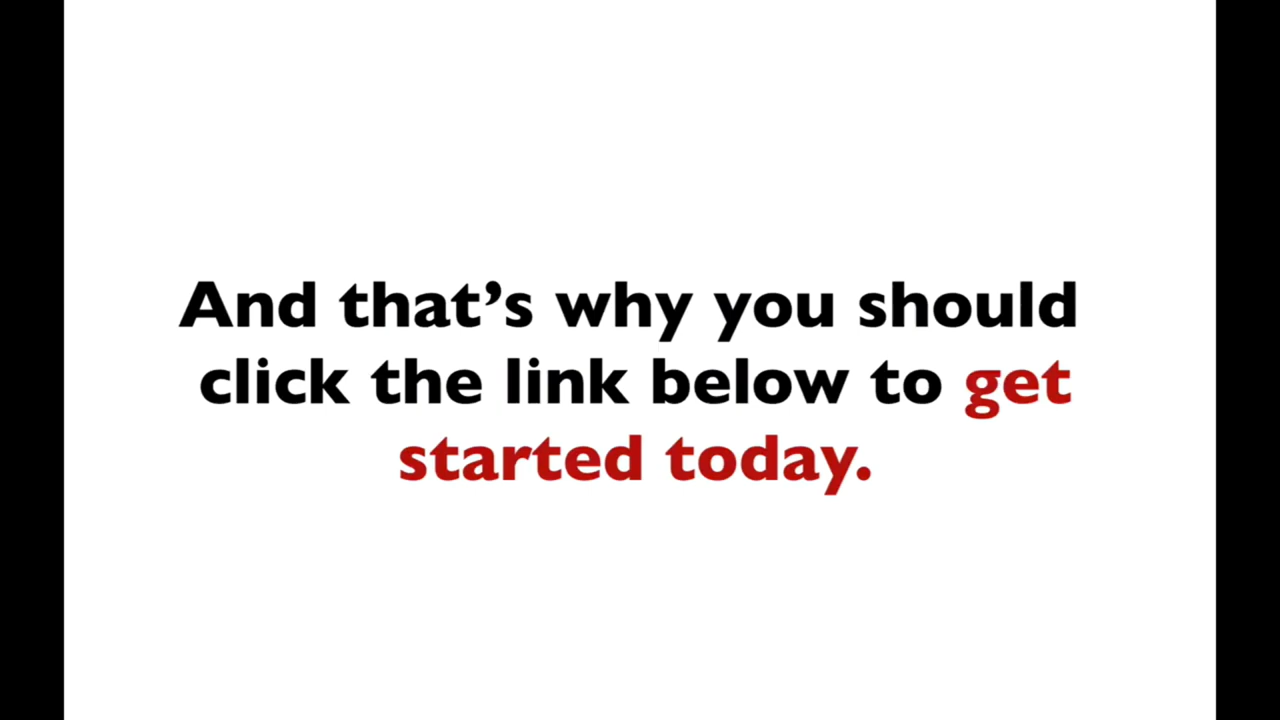 And that’s why you should
click the link below to get
started today.